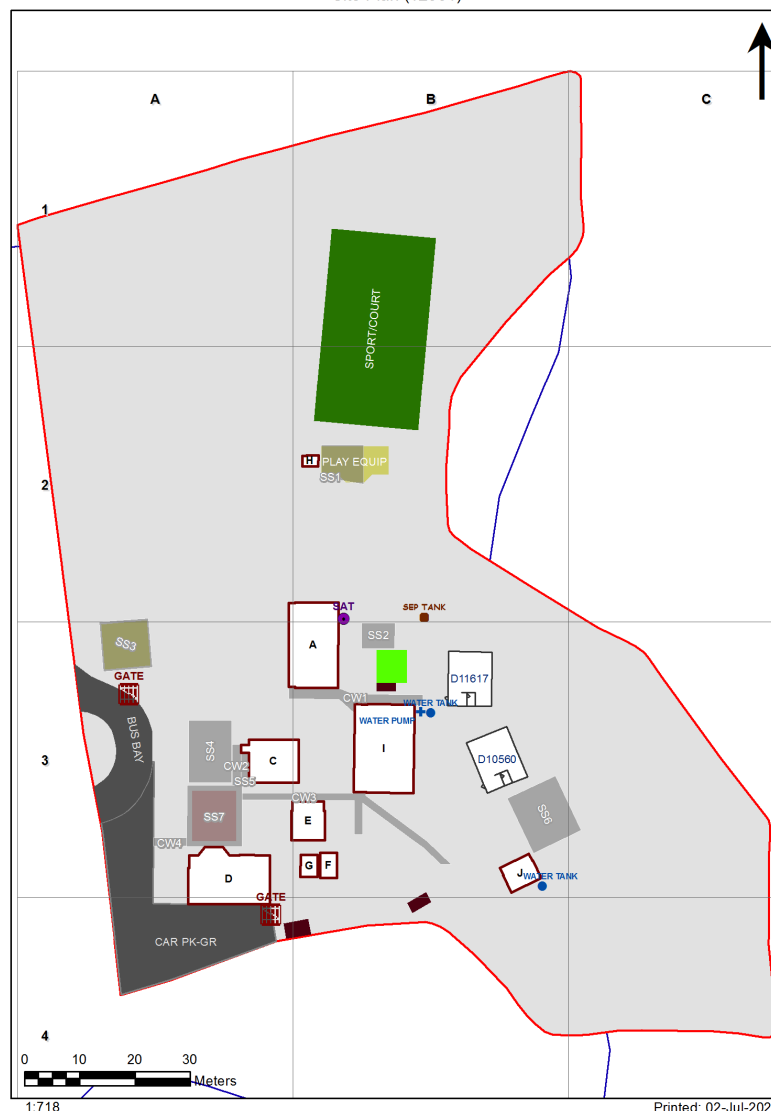 A
B
C
1
SPORT/COURT
H
PLAY EQUIP
SS1
2
SAT
SEP TANK
SS2
SS3
A
GATE
D11617
CW1
WATER TANK
WATER PUMP
BUS BAY
SS4
C
I
3
CW2
SS5
D10560
CW3
SS7
E
SS6
CW4
G
F
D
J
WATER TANK
GATE
CAR PK-GR
4
0 10 20 30
Meters
1:718
Printed: 02-Jul-202